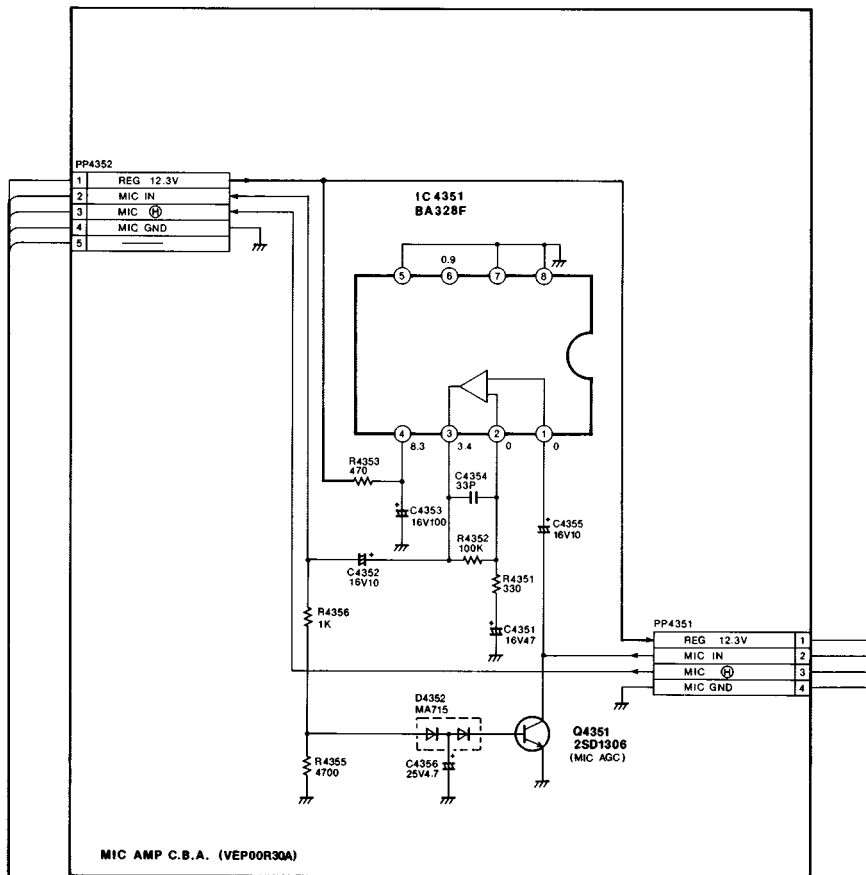 PP4352
1 REG 12.3V
2 MIC IN
3 MIC Ⓗ
4 MIC GND
5
IC4351
BA328F
0.9
5 6 7 8
4 3 2 1
8.3 3.4 0 0
R4353
470
C4354
33P
C4353
16V100
C4355
16V10
R4352
100K
C4352
16V10
R4351
330
R4356
1K
C4351
16V47
PP4351
REG 12.3V 1
MIC IN 2
MIC Ⓗ 3
MIC GND 4
D4352
MA715
Q4351
2SD1306
(MIC AGC)
R4355
4700
C4356
25V4.7
MIC AMP C.B.A. (VEP00R30A)